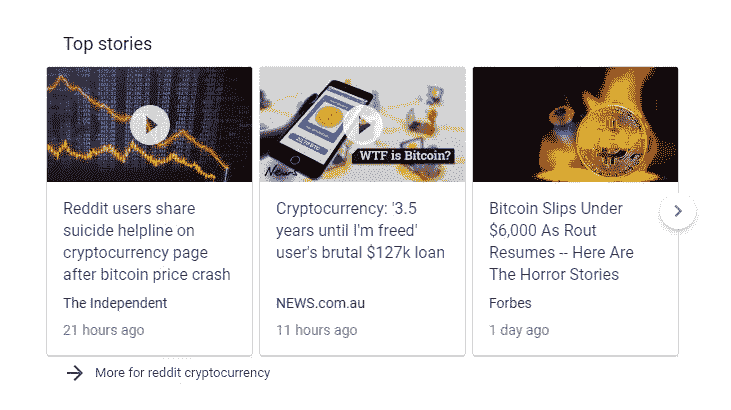 Top stories
WTF is Bitcoin?
News
Reddit users share
suicide helpline on
cryptocurrency page
after bitcoin price crash
The Independent
21 hours ago
Cryptocurrency: '3.5
years until I'm freed'
user's brutal $127k loan
NEWS.com.au
11 hours ago
Bitcoin Slips Under
$6,000 As Rout
Resumes -- Here Are
The Horror Stories
Forbes
1 day ago
More for reddit cryptocurrency